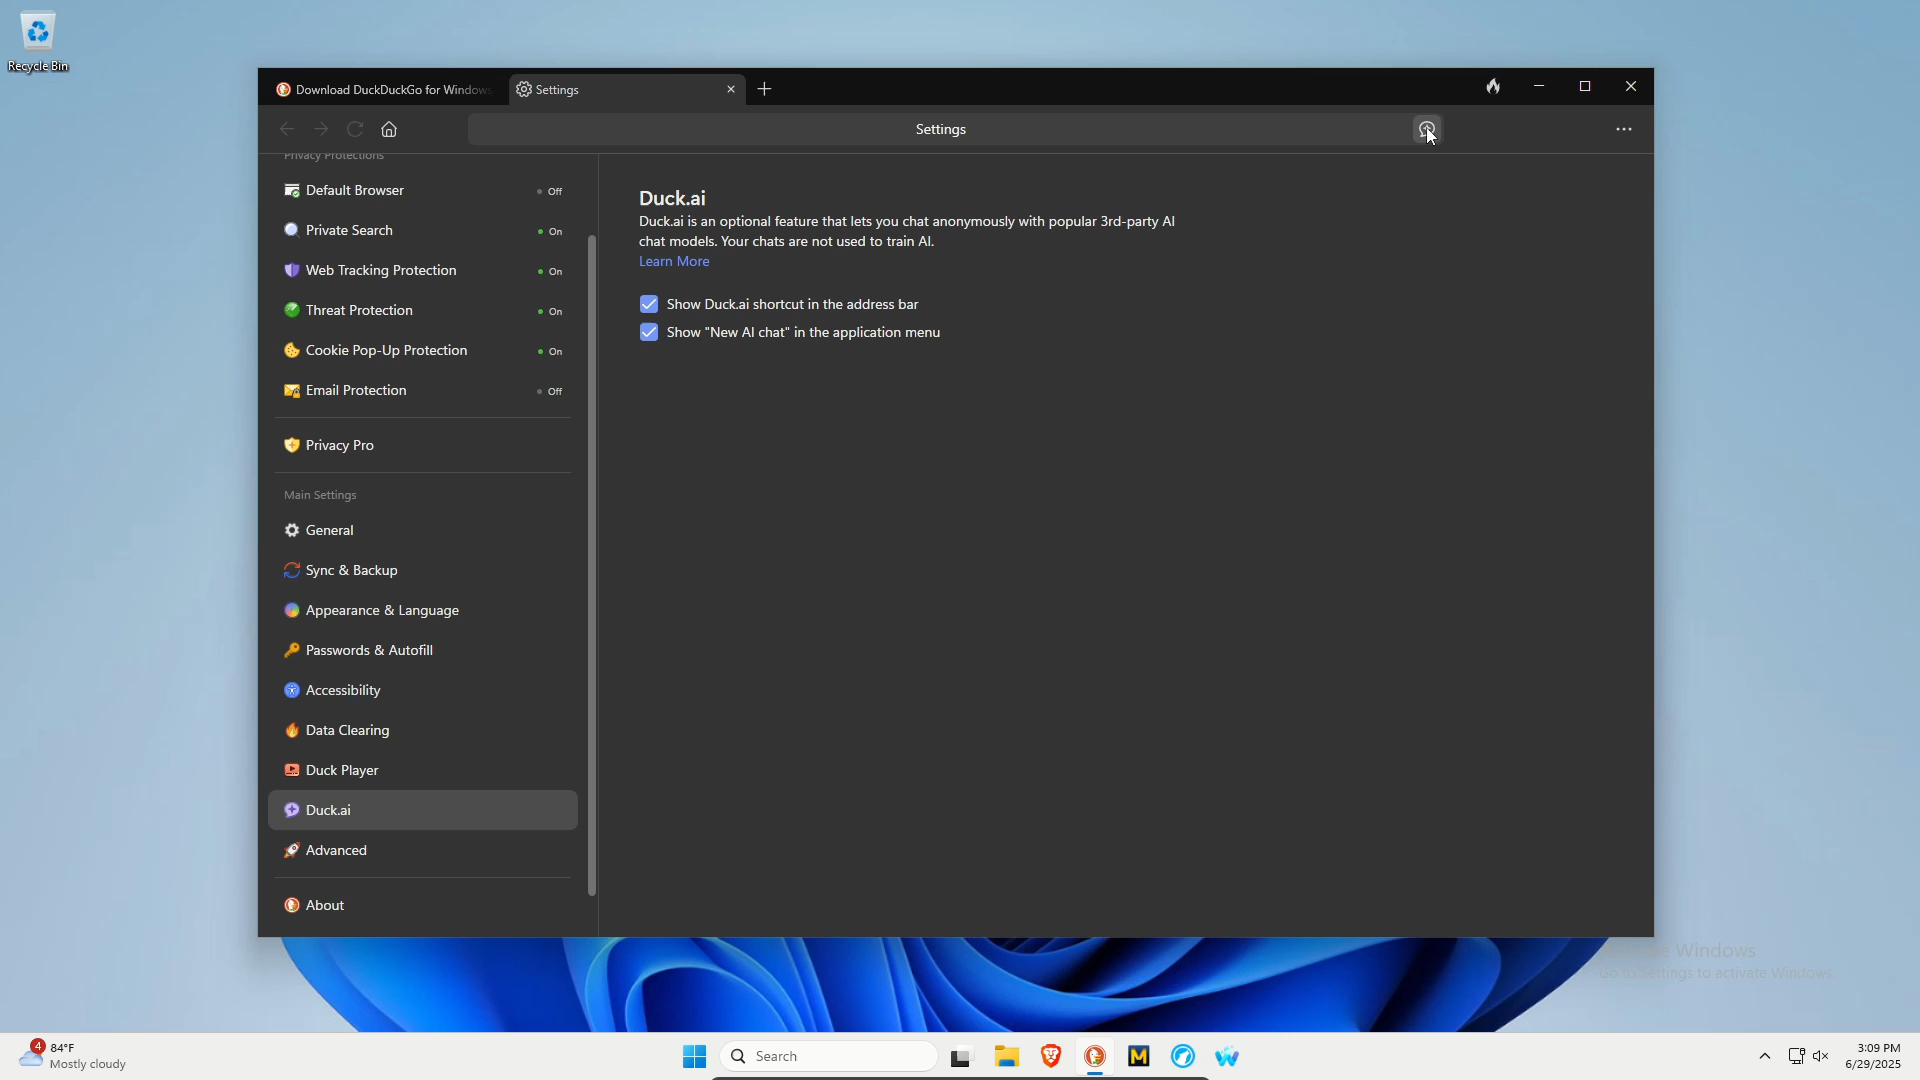 Recycle Bin
Download DuckDuckGo for Windows
Settings
Settings
Privacy Protections
Default Browser Off
Private Search On
Web Tracking Protection On
Threat Protection On
Cookie Pop-Up Protection On
Email Protection Off
Privacy Pro
Main Settings
General
Sync & Backup
Appearance & Language
Passwords & Autofill
Accessibility
Data Clearing
Duck Player
Duck.ai
Advanced
About
Duck.ai
Duck.ai is an optional feature that lets you chat anonymously with popular 3rd-party AI
chat models. Your chats are not used to train AI.
Learn More
Show Duck.ai shortcut in the address bar
Show "New AI chat" in the application menu
Windows
Go to Settings to activate Windows.
4
84°F
Mostly cloudy
Search
M
3:09 PM
6/29/2025